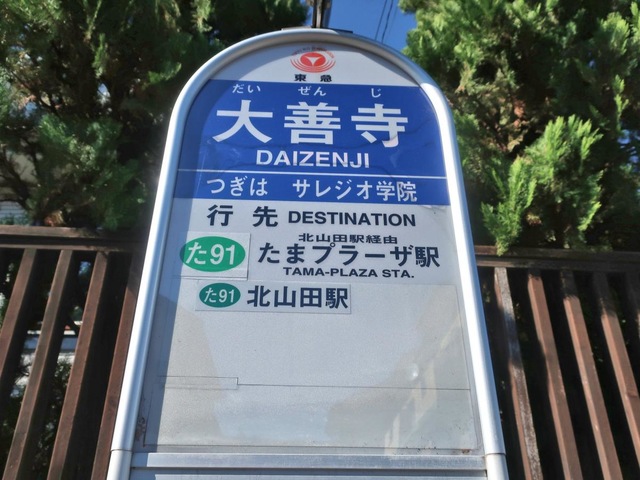 東急
だい ぜん じ
大善寺
DAIZENJI
つぎは サレジオ学院
行先 DESTINATION
北山田駅経由
た91 たまプラーザ駅
TAMA-PLAZA STA.
た91 北山田駅